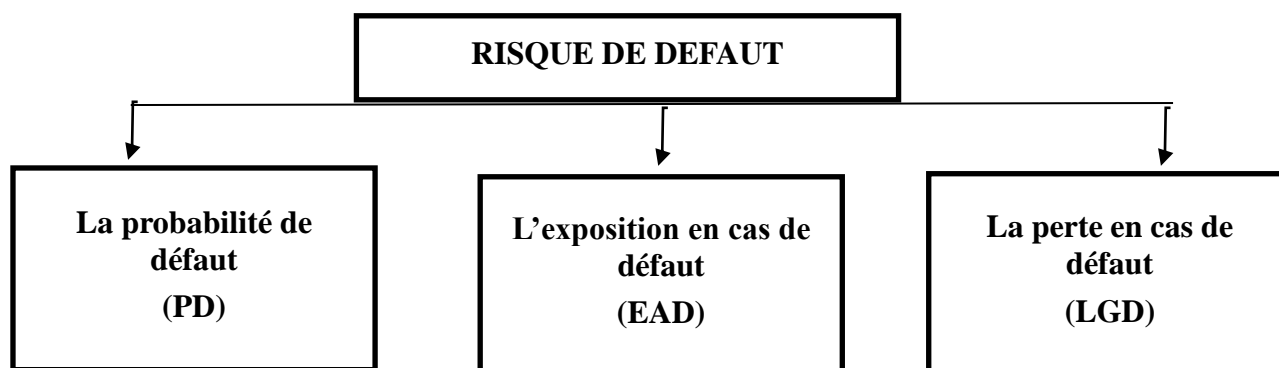 RISQUE DE DEFAUT
La probabilité de
défaut
(PD)
L’exposition en cas de
défaut
(EAD)
La perte en cas de
défaut
(LGD)